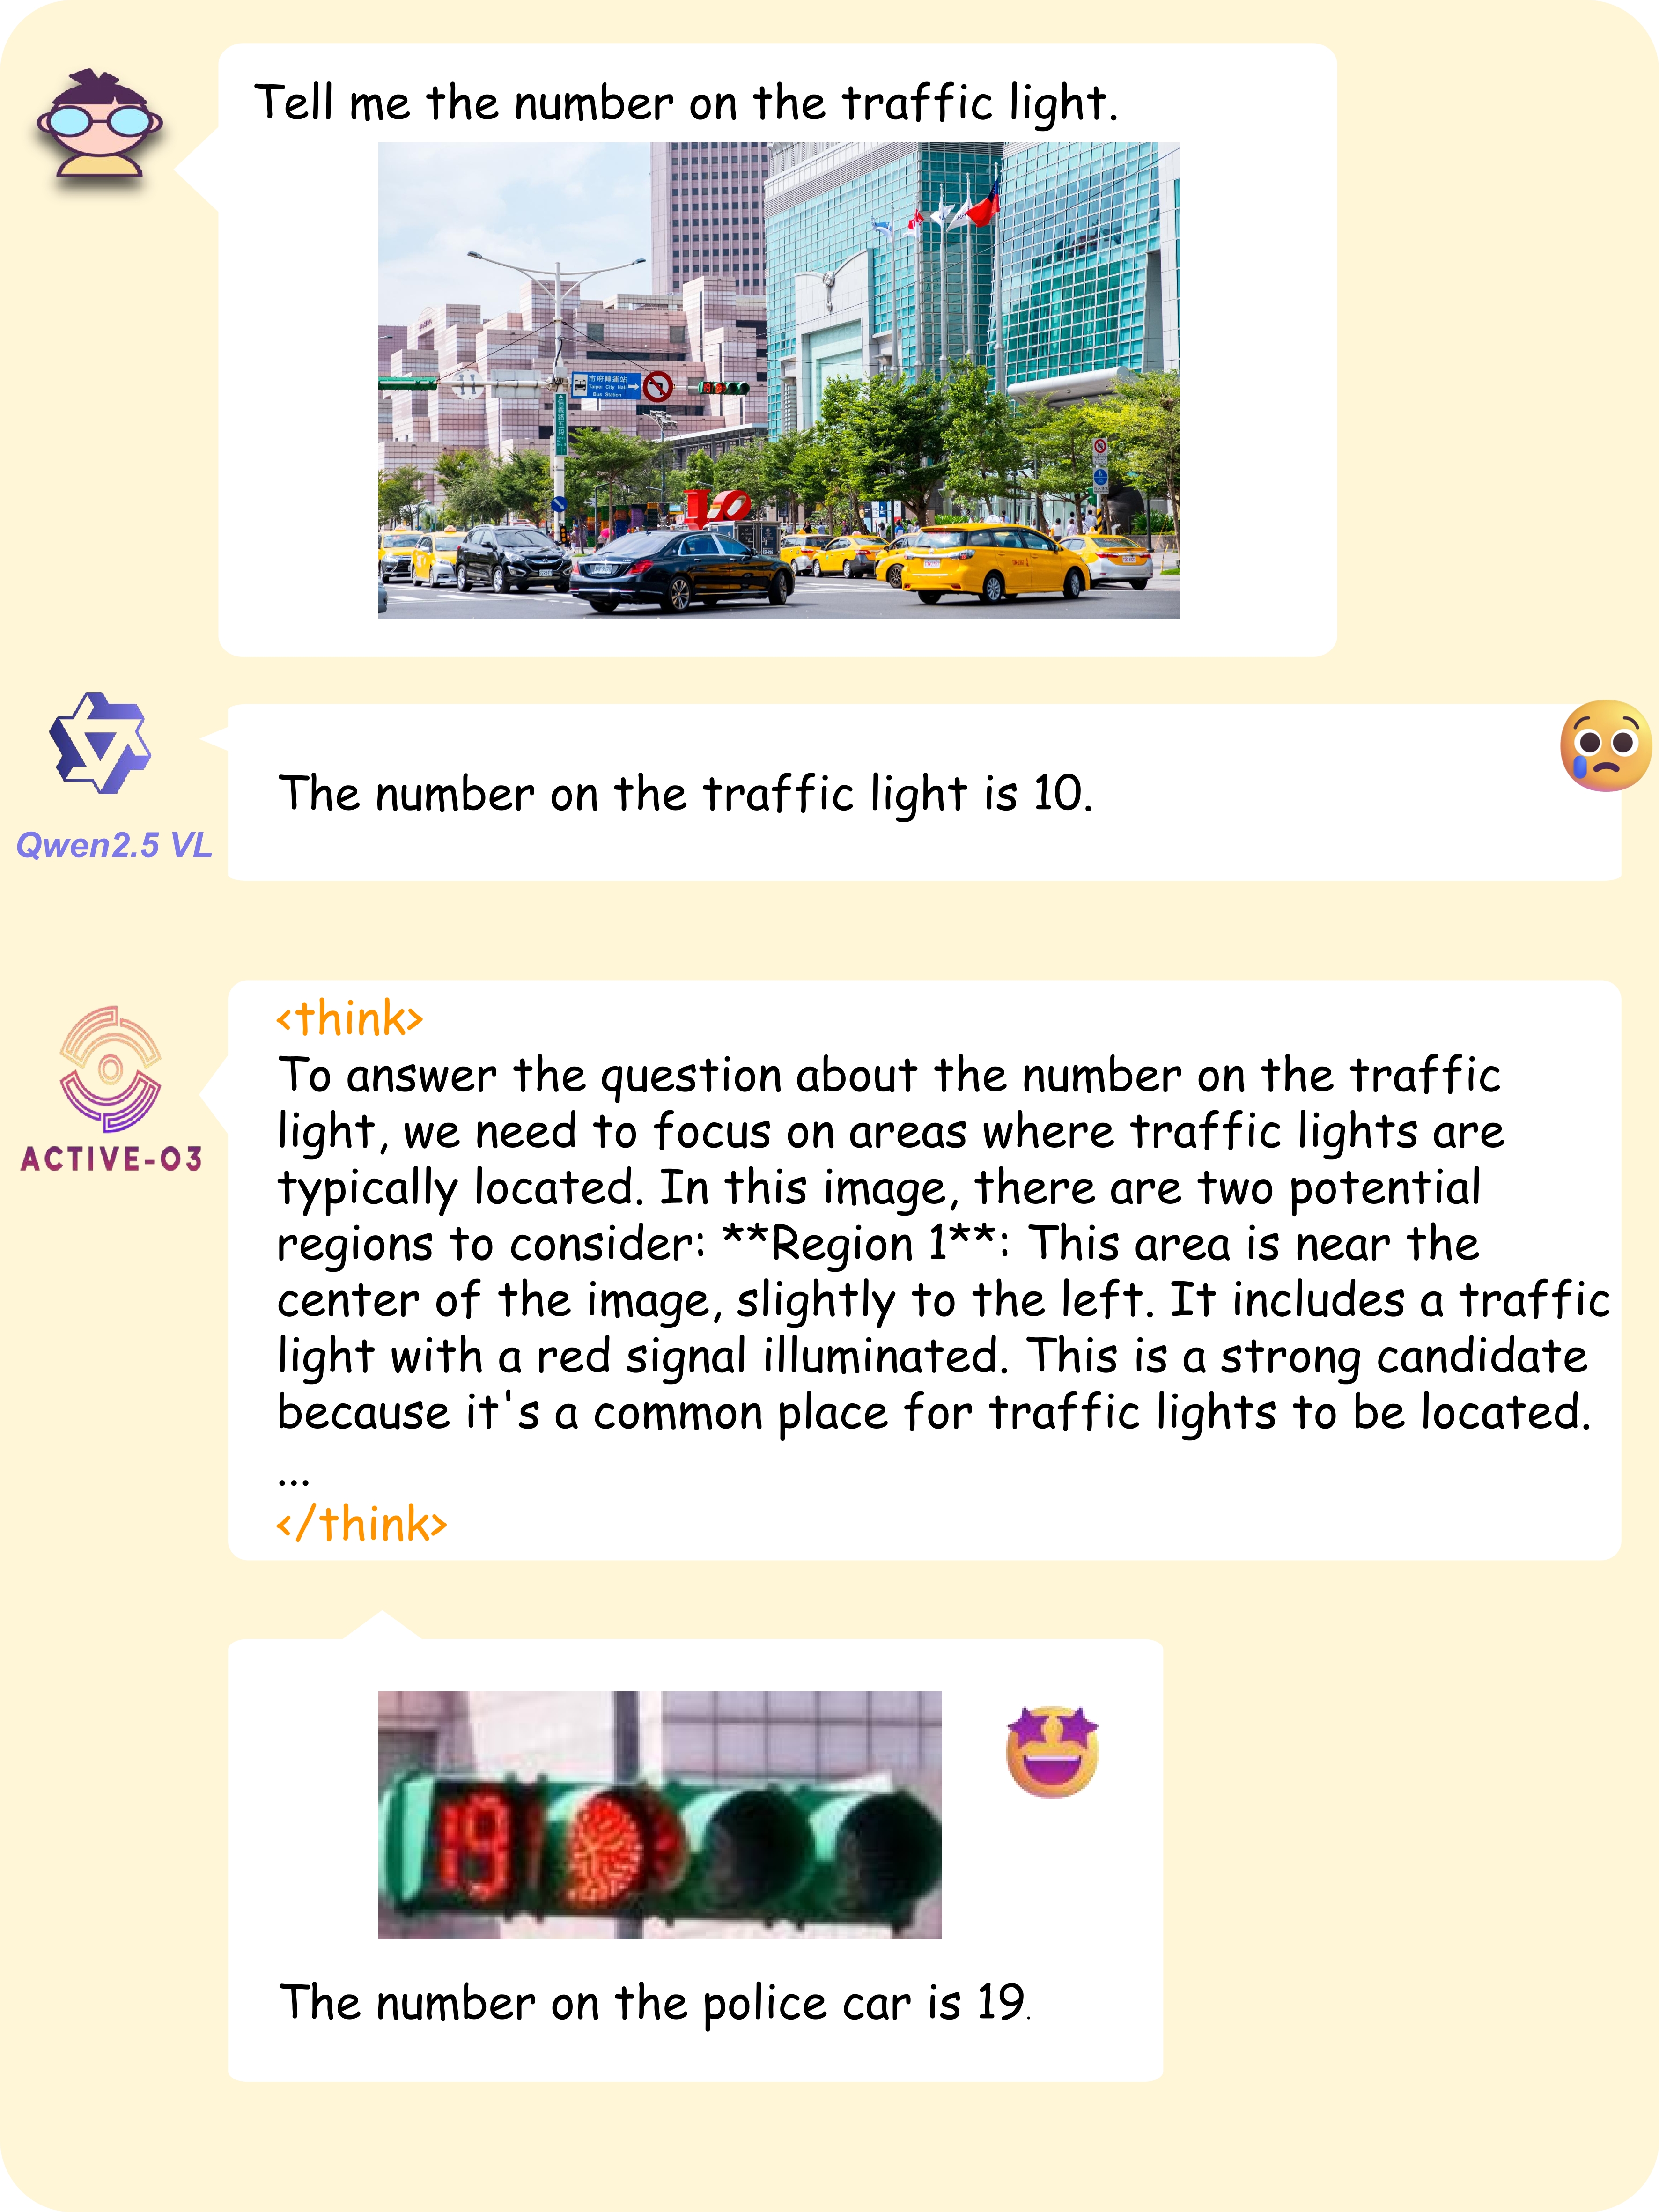 Tell me the number on the traffic light.
市府轉運站
Taipei City Hall
Bus Station
Qwen2.5 VL
The number on the traffic light is 10.
ACTIVE-O3
<think>
To answer the question about the number on the traffic
light, we need to focus on areas where traffic lights are
typically located. In this image, there are two potential
regions to consider: **Region 1**: This area is near the
center of the image, slightly to the left. It includes a traffic
light with a red signal illuminated. This is a strong candidate
because it's a common place for traffic lights to be located.
...
</think>
19
The number on the police car is 19.